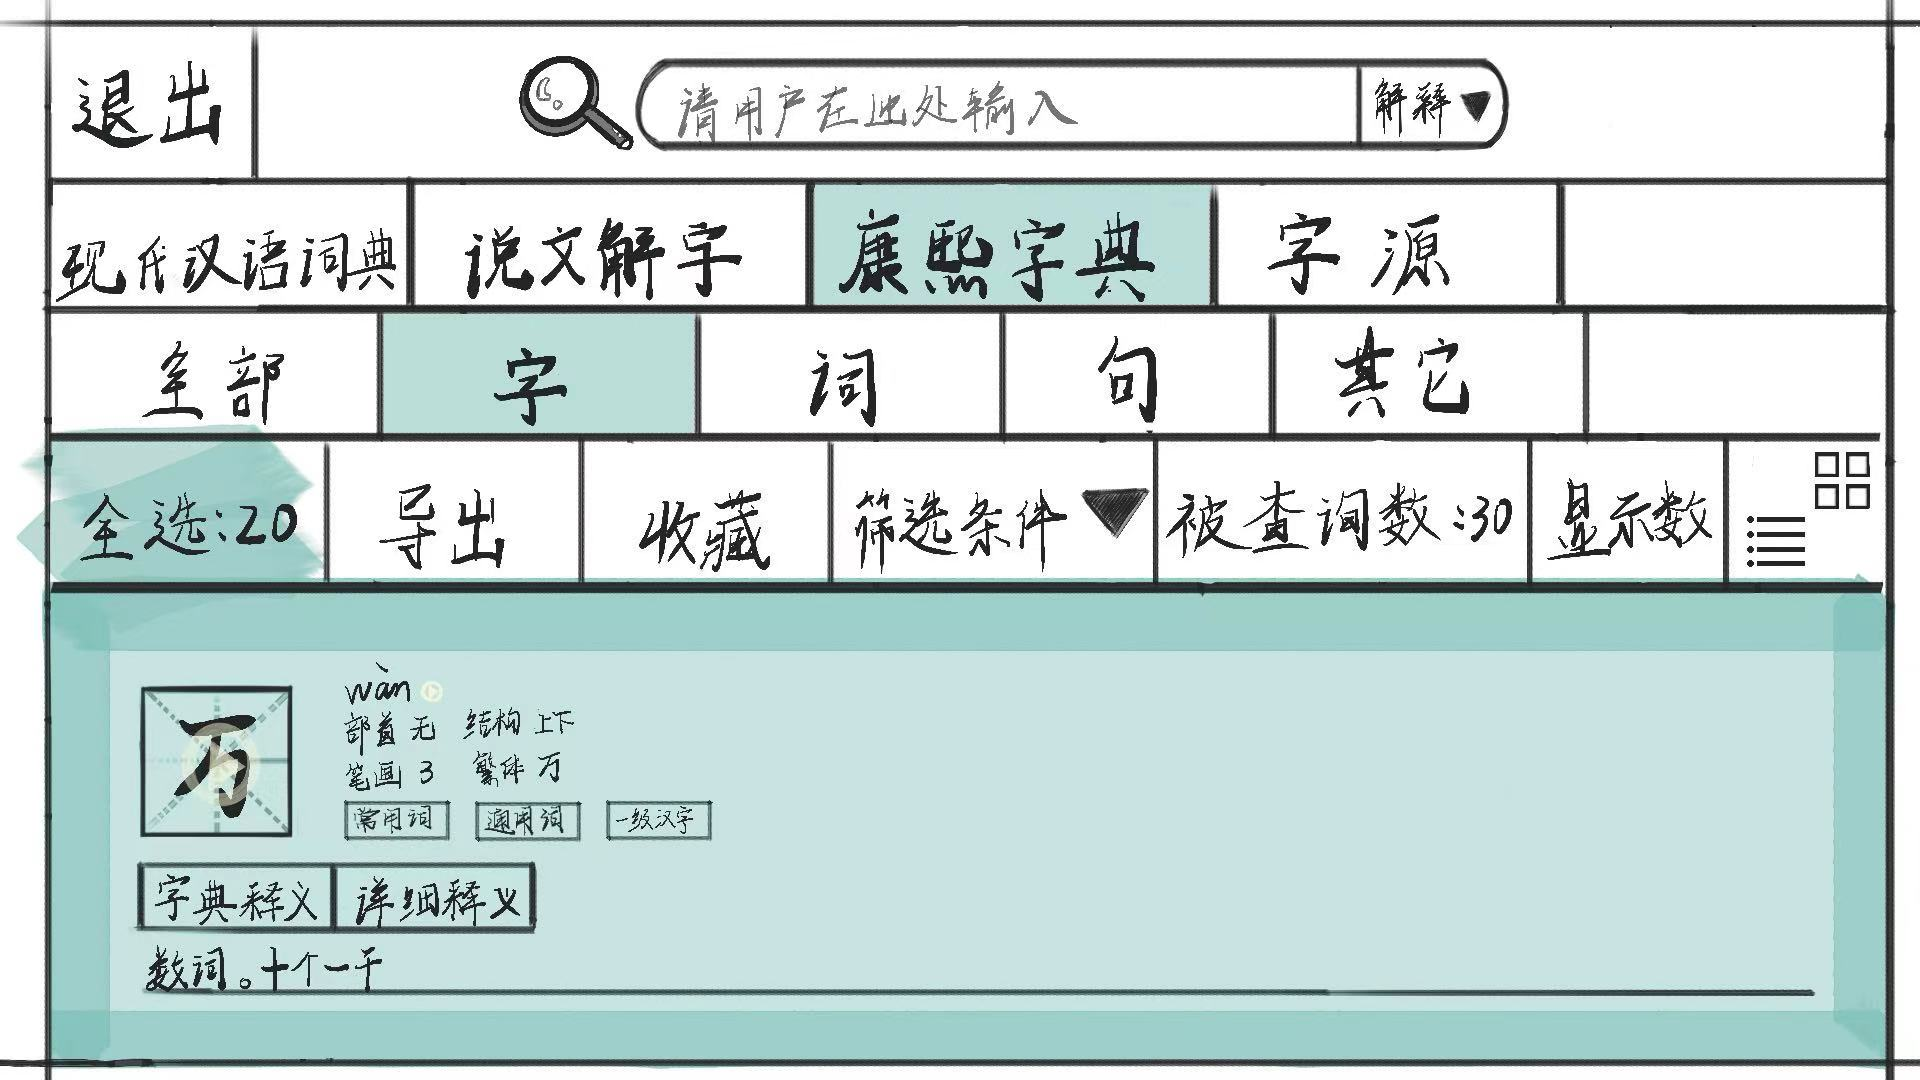 退出 请用户在此处输入 解释
现代汉语词典 说文解字 康熙字典 字源
全部 字 词 句 其它
全选:20 导出 收藏 筛选条件 被查词数:30 显示数
wàn
万
部首 无 结构 上下
笔画 3 繁体 万
常用词 通用词 一级汉字
字典释义 详细释义
数词。十个一千